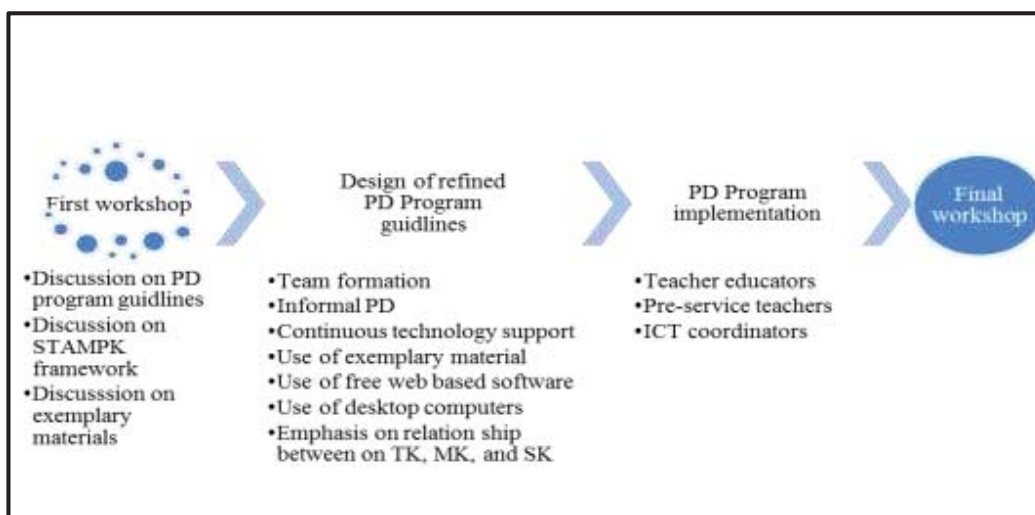 First workshop
•Discussion on PD
program guidlines
•Discussion on
STAMPK
framework
•Discusssion on
exemplary
materials
Design of refined
PD Program
guidlines
•Team formation
•Informal PD
•Continuous technology support
•Use of exemplary material
•Use of free web based software
•Use of desktop computers
•Emphasis on relation ship
between on TK, MK, and SK
PD Program
implementation
•Teacher educators
•Pre-service teachers
•ICT coordinators
Final
workshop